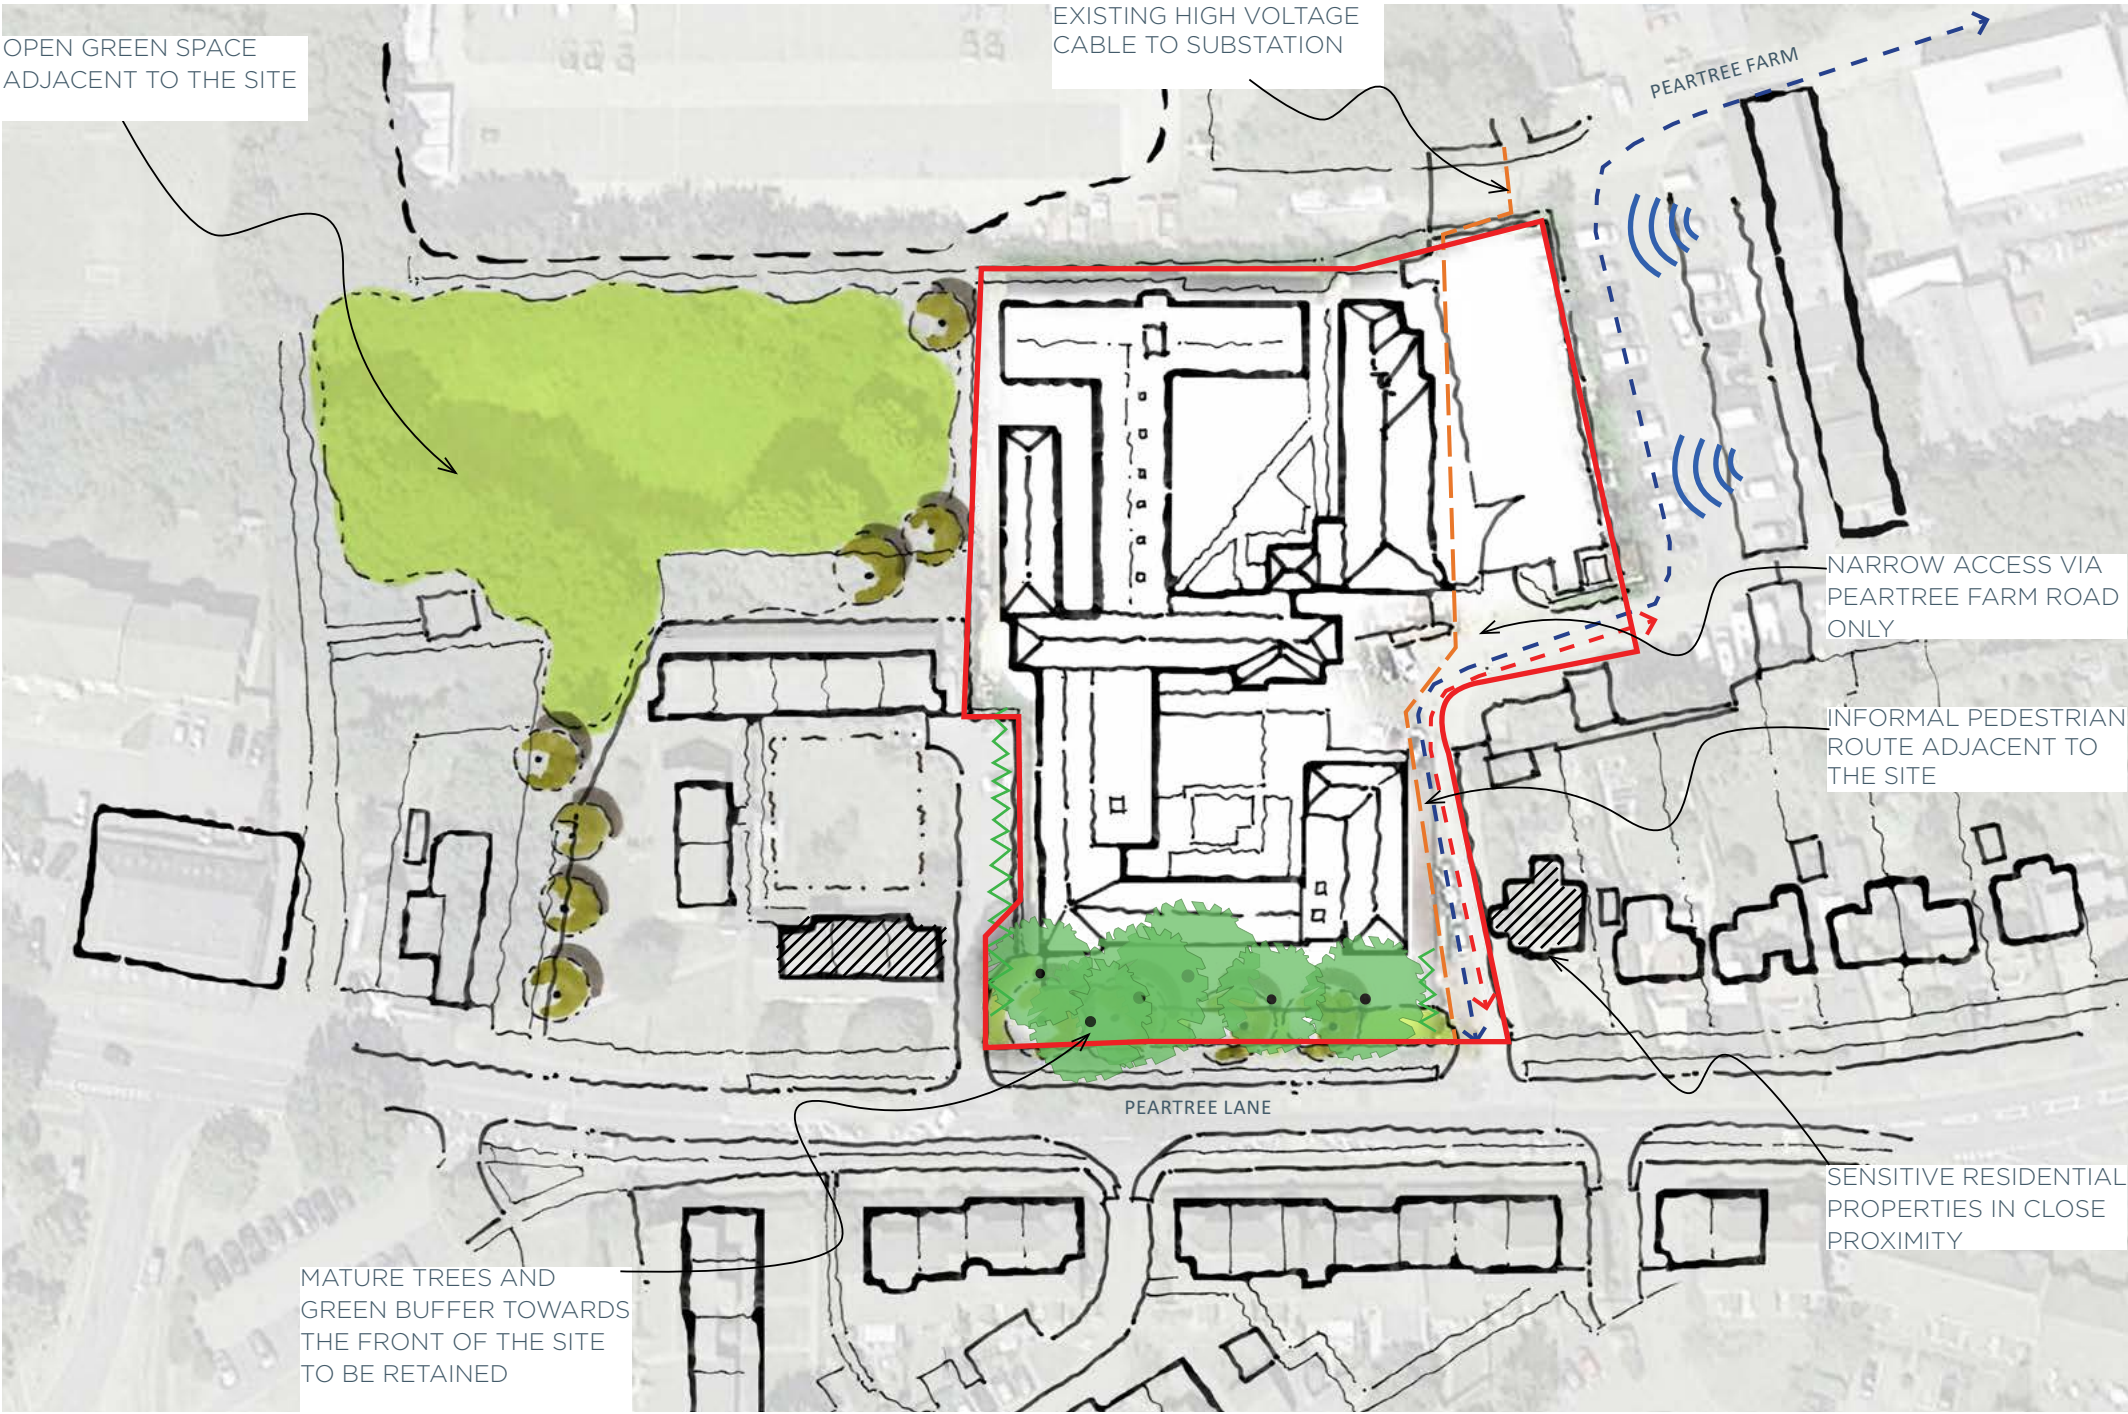 OPEN GREEN SPACE
ADJACENT TO THE SITE
EXISTING HIGH VOLTAGE
CABLE TO SUBSTATION
PEARTREE FARM
NARROW ACCESS VIA
PEARTREE FARM ROAD
ONLY
INFORMAL PEDESTRIAN
ROUTE ADJACENT TO
THE SITE
PEARTREE LANE
SENSITIVE RESIDENTIAL
PROPERTIES IN CLOSE
PROXIMITY
MATURE TREES AND
GREEN BUFFER TOWARDS
THE FRONT OF THE SITE
TO BE RETAINED